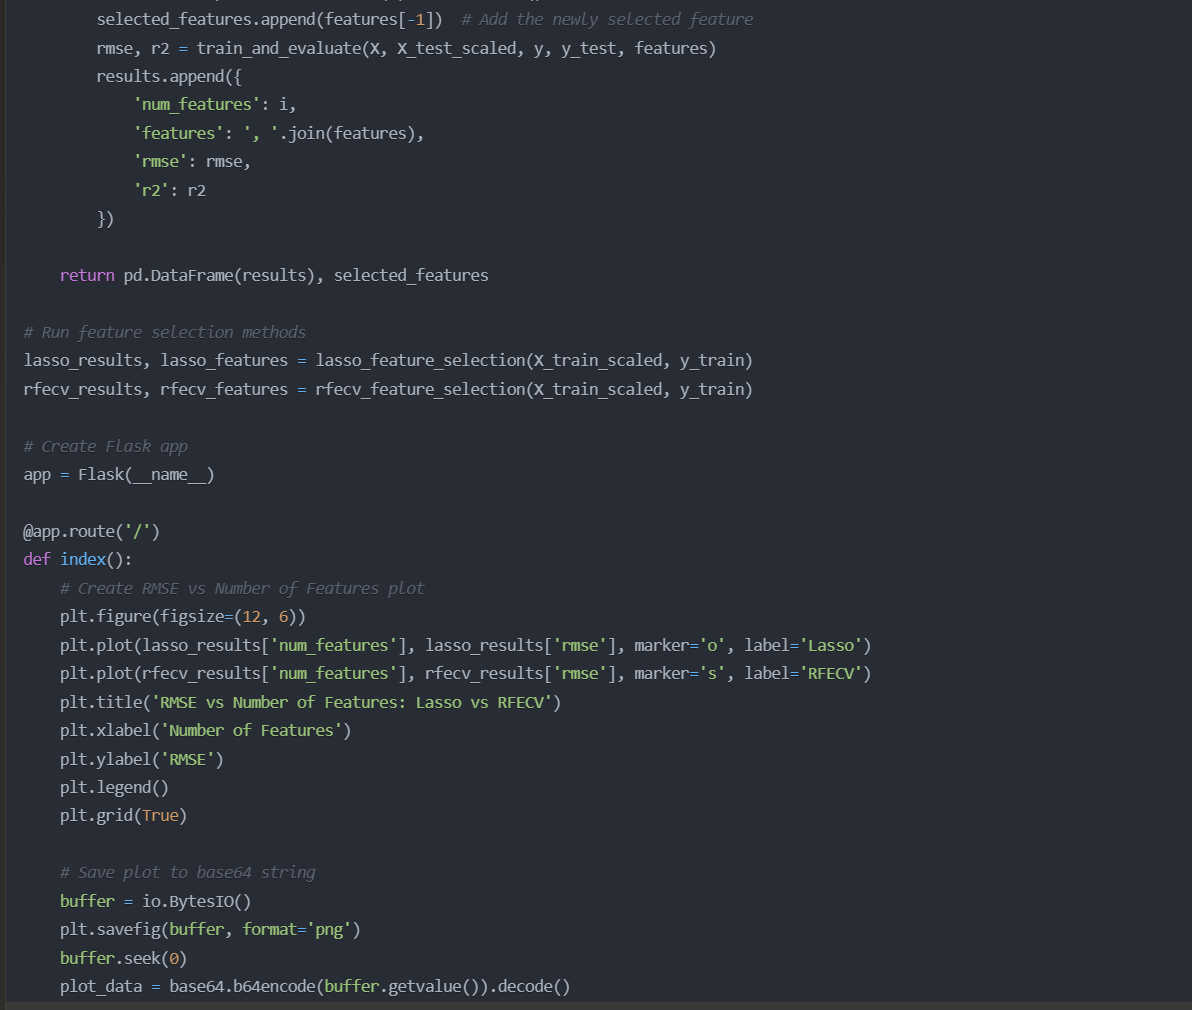 selected_features.append(features[-1])  # Add the newly selected feature
rmse, r2 = train_and_evaluate(X, X_test_scaled, y, y_test, features)
results.append({
'num_features': i,
'features': ', '.join(features),
'rmse': rmse,
'r2': r2
})
return pd.DataFrame(results), selected_features
# Run feature selection methods
lasso_results, lasso_features = lasso_feature_selection(X_train_scaled, y_train)
rfecv_results, rfecv_features = rfecv_feature_selection(X_train_scaled, y_train)
# Create Flask app
app = Flask(__name__)
@app.route('/')
def index():
# Create RMSE vs Number of Features plot
plt.figure(figsize=(12, 6))
plt.plot(lasso_results['num_features'], lasso_results['rmse'], marker='o', label='Lasso')
plt.plot(rfecv_results['num_features'], rfecv_results['rmse'], marker='s', label='RFECV')
plt.title('RMSE vs Number of Features: Lasso vs RFECV')
plt.xlabel('Number of Features')
plt.ylabel('RMSE')
plt.legend()
plt.grid(True)
# Save plot to base64 string
buffer = io.BytesIO()
plt.savefig(buffer, format='png')
buffer.seek(0)
plot_data = base64.b64encode(buffer.getvalue()).decode()